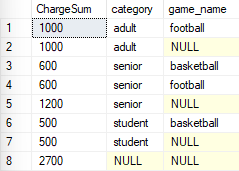 ChargeSum category game_name
1 1000 adult football
2 1000 adult NULL
3 600 senior basketball
4 600 senior football
5 1200 senior NULL
6 500 student basketball
7 500 student NULL
8 2700 NULL NULL